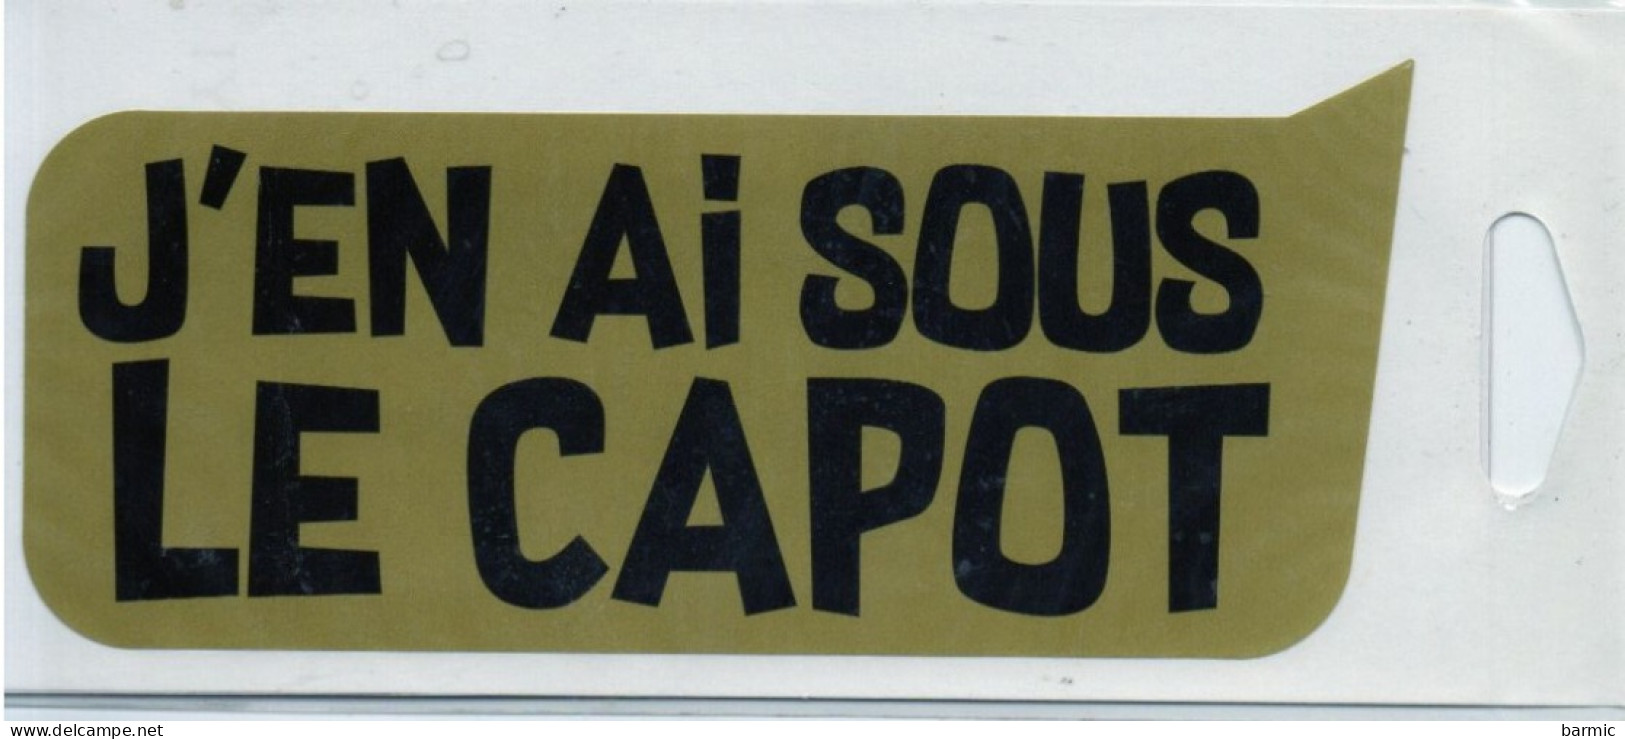 J'EN Ai SOUS
LE CAPOT
www.delcampe.net
barmic